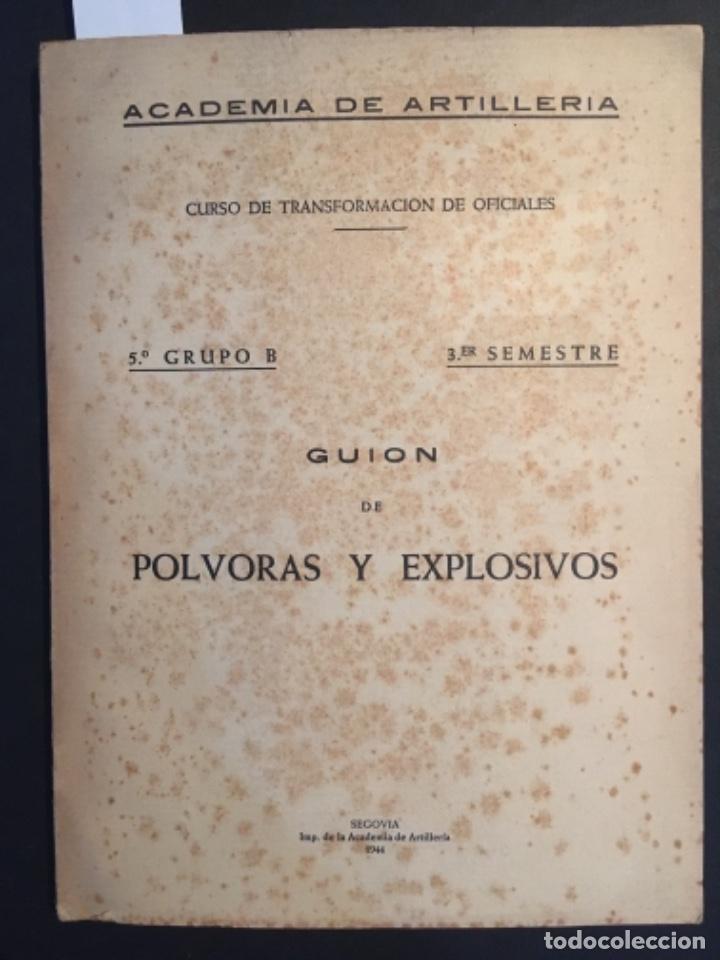 ACADEMIA DE ARTILLERIA
CURSO DE TRANSFORMACION DE OFICIALES
5.º GRUPO B 3.ER SEMESTRE
GUION
DE
POLVORAS Y EXPLOSIVOS
SEGOVIA
Imp. de la Academia de Artillería
1944
todocoleccion